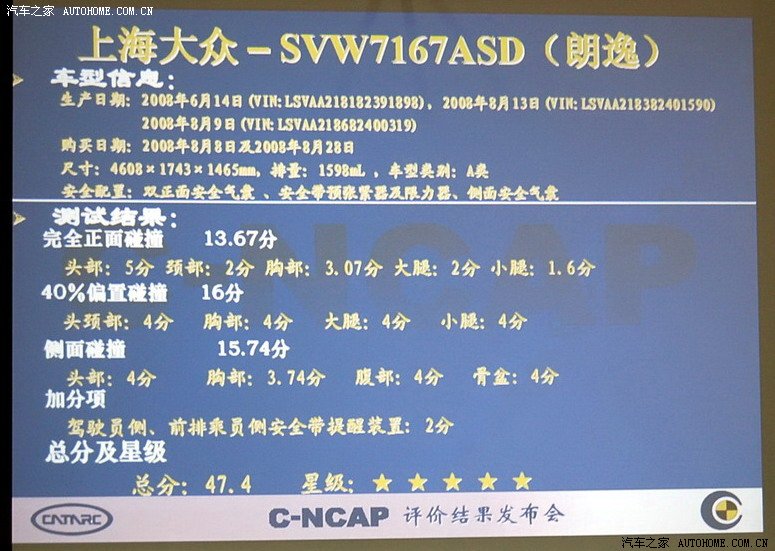 汽车之家 AUTOHOME.COM.CN
上海大众－SVW7167ASD（朗逸）
车型信息：
生产日期：2008年6月14日(VIN:LSVAA218182391898)，2008年8月13日(VIN:LSVAA218382401590)
2008年8月9日(VIN:LSVAA218682400319)
购买日期：2008年8月8日及2008年8月28日
尺寸：4608×1743×1465mm，排量：1598mL ，车型类别：A类
安全配置：双正面安全气囊 、安全带预张紧器及限力器、侧面安全气囊
测试结果：
完全正面碰撞 13.67分
头部：5分 颈部：2分 胸部：3.07分 大腿：2分 小腿：1.6分
40%偏置碰撞 16分
头颈部：4分 胸部：4分 大腿：4分 小腿：4分
侧面碰撞 15.74分
头部：4分 胸部：3.74分 腹部：4分 骨盆：4分
加分项
驾驶员侧、前排乘员侧安全带提醒装置：2分
总分及星级
总分：47.4 星级：★ ★ ★ ★ ★
CATARC C-NCAP 评价结果发布会
汽车之家 AUTOHOME.COM.CN